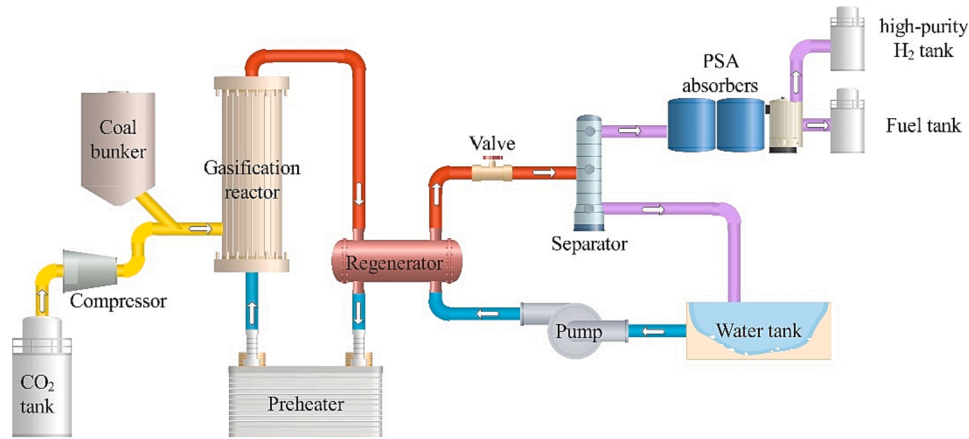 high-purity
H₂ tank
PSA
absorbers
Coal
bunker
Fuel tank
Valve
Gasification
reactor
Separator
Regenerator
Compressor
Pump
Water tank
CO₂
tank
Preheater